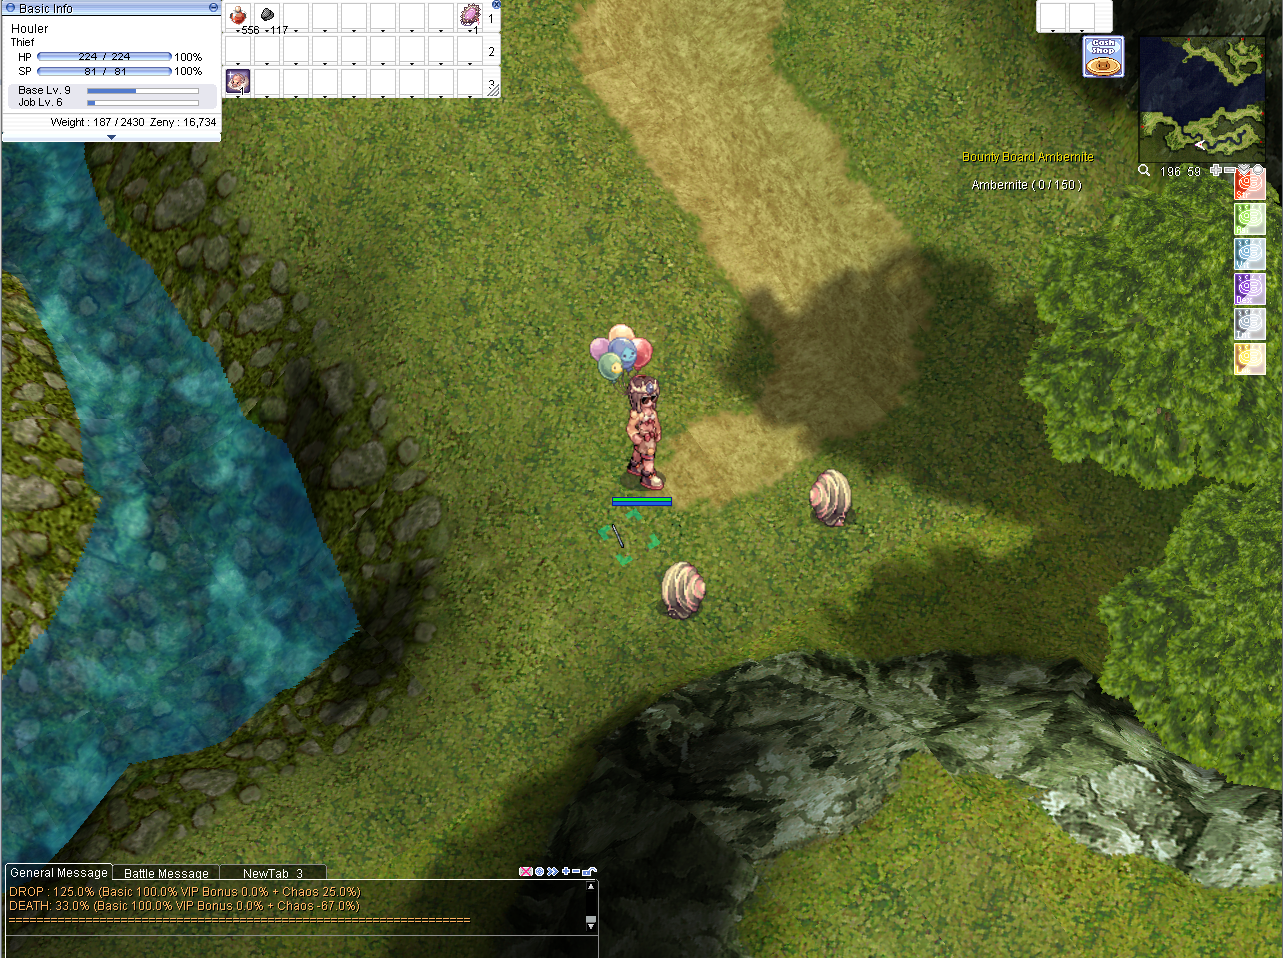 Basic Info
Houler
Thief
HP 224 / 224 100%
SP 81 / 81 100%
Base Lv. 9
Job Lv. 6
Weight : 187 / 2430 Zeny : 16,734
556 117 1 1
2
1 3
Cash Shop
Bounty Board Ambernite
Ambernite ( 0 / 150 )
196 59
Dex
General Message Battle Message NewTab_3
DROP : 125.0% (Basic 100.0% VIP Bonus 0.0% + Chaos 25.0%)
DEATH: 33.0% (Basic 100.0% VIP Bonus 0.0% + Chaos -67.0%)